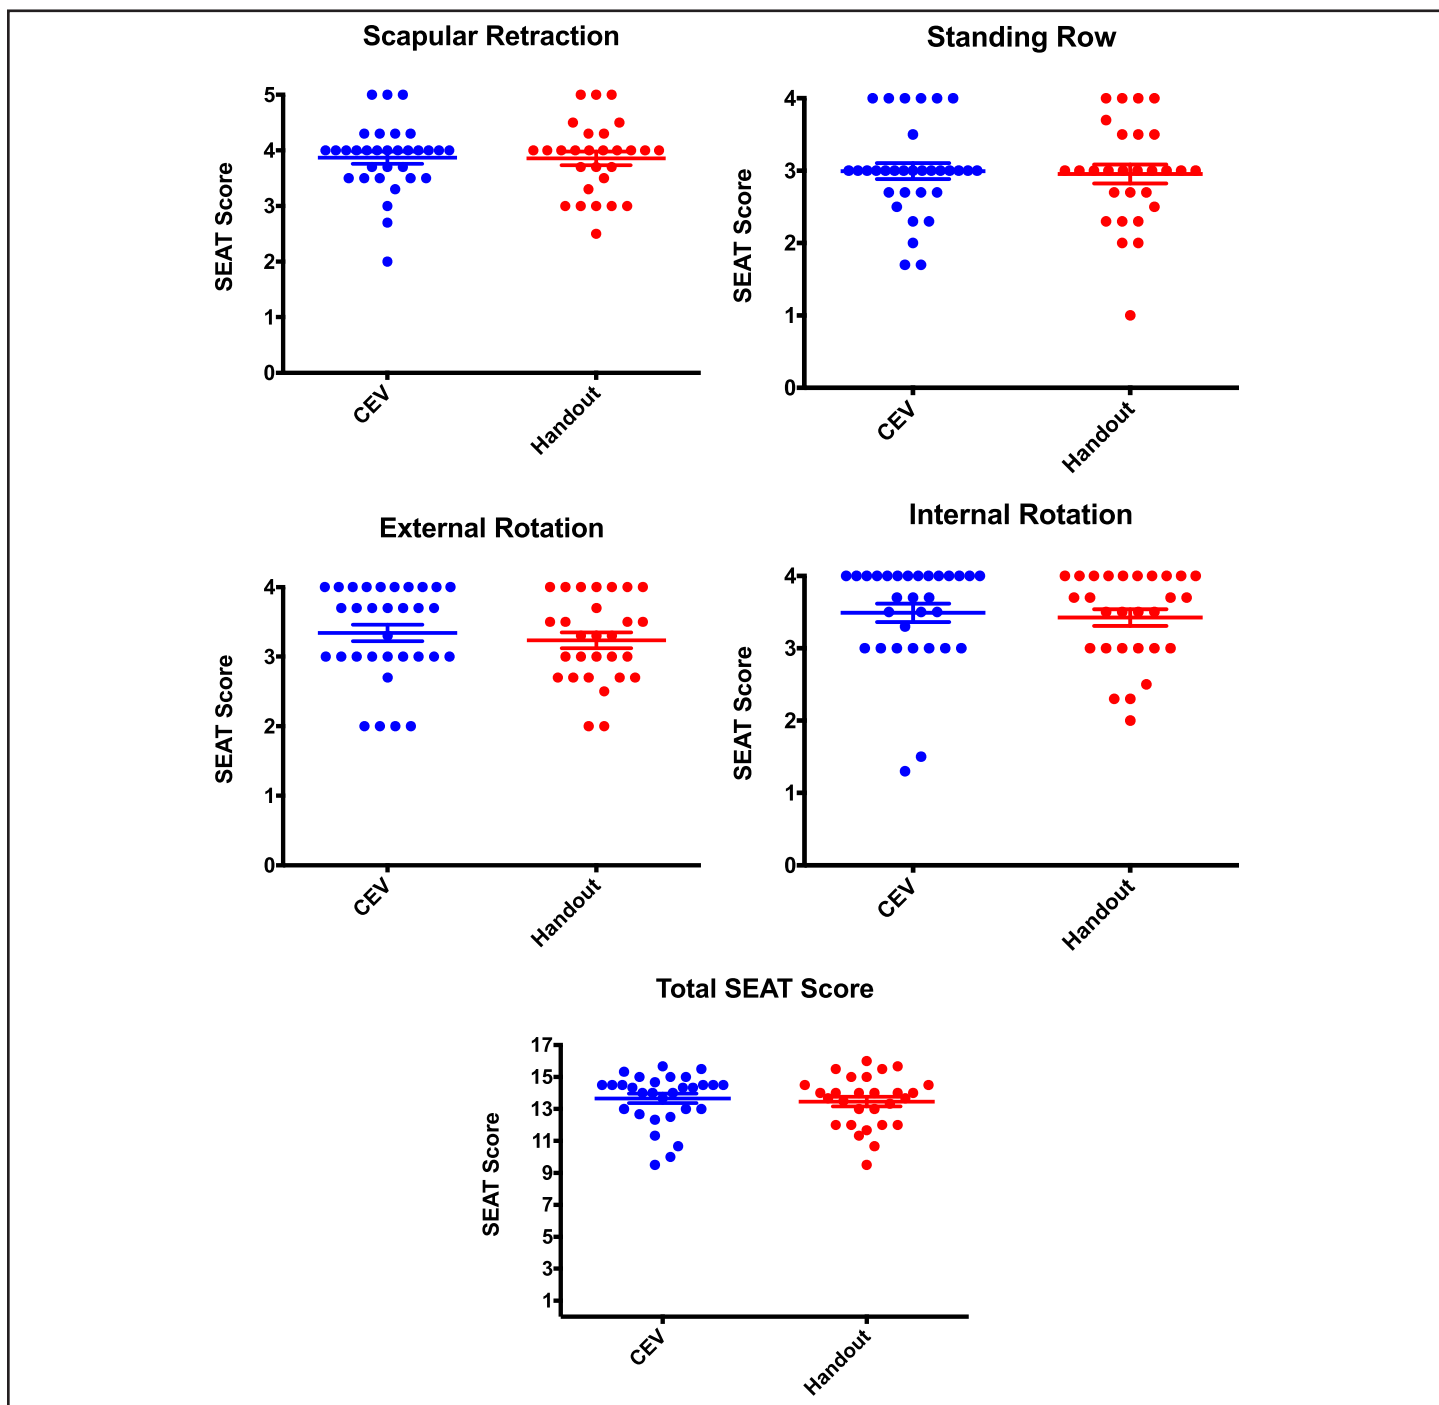 Scapular Retraction
5
4
3
2
1
0
SEAT Score
CEV
Handout
Standing Row
4
3
2
1
0
SEAT Score
CEV
Handout
External Rotation
4
3
2
1
0
SEAT Score
CEV
Handout
Internal Rotation
4
3
2
1
0
SEAT Score
CEV
Handout
Total SEAT Score
17
15
13
11
9
7
5
3
1
SEAT Score
CEV
Handout